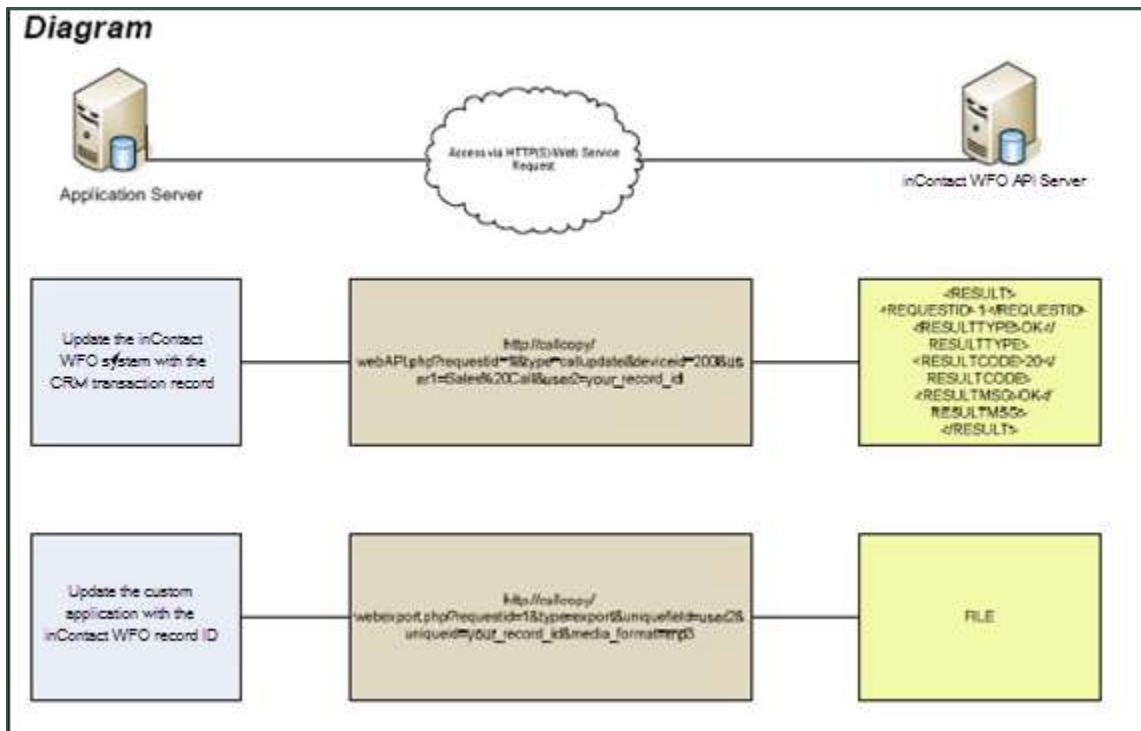 Diagram
Access via HTTP(S)-Web Service
Request
Application Server
inContact WFO API Server
Update the inContact
WFO system with the
CRM transaction record
http://callcopy/
webAPI.php?requestid=1&type=callupdate&deviceid=200&us
er1=Sales%20Call&user2=your_record_id
<RESULT>
<REQUESTID>1</REQUESTID>
<RESULTTYPE>OK</
RESULTTYPE>
<RESULTCODE>20</
RESULTCODE>
<RESULTMSG>OK</
RESULTMSG>
</RESULT>
Update the custom
application with the
inContact WFO record ID
http://callcopy/
webexport.php?requestid=1&type=export&uniquefield=user2&
uniqueid=your_record_id&media_format=mp3
FILE